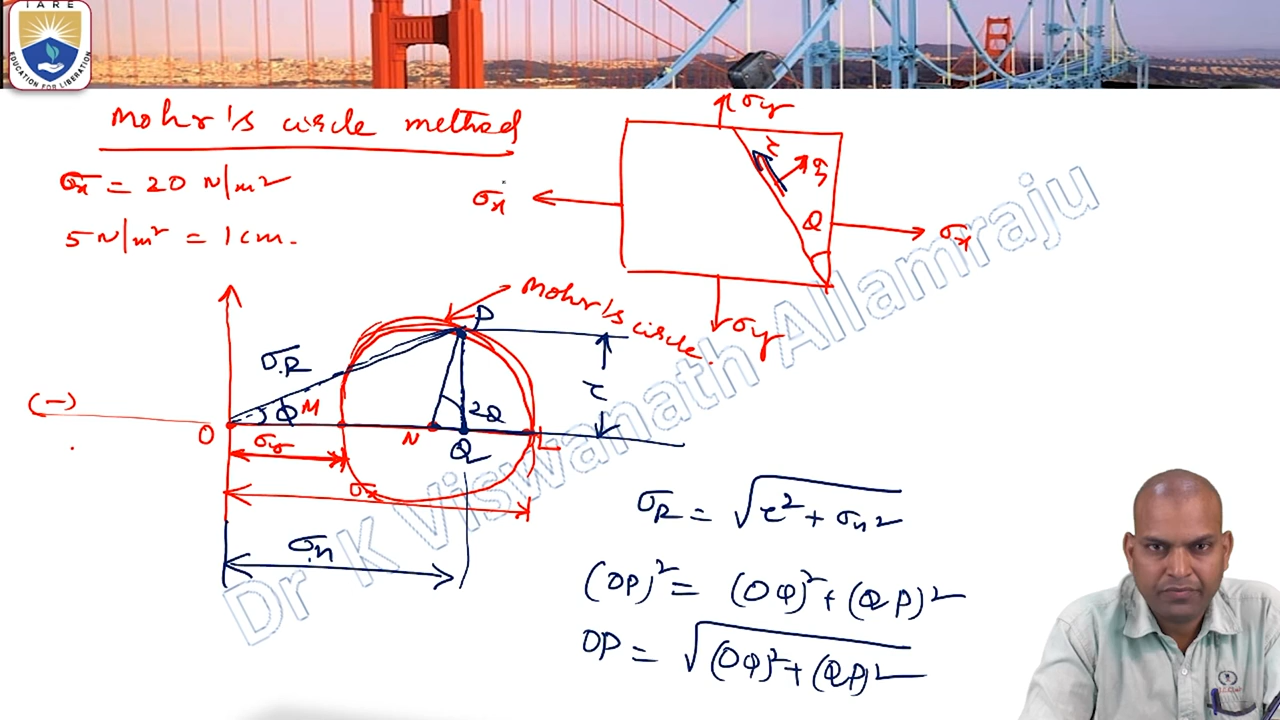 IARE
EDUCATION FOR LIBERATION
Mohr's circle method
σx = 20 N/m²
5 N/m² = 1 cm.
σy
τ
σn
σx
θ
σx
σy
Mohr's circle.
P
σR
τ
(-)
ϕ
M
2θ
O
N
Q
L
σy
σx
σn
σR = √τ² + σn²
(OP)² = (OQ)² + (QP)²
OP = √(OQ)² + (QP)²
Dr K Viswanath Allamraju